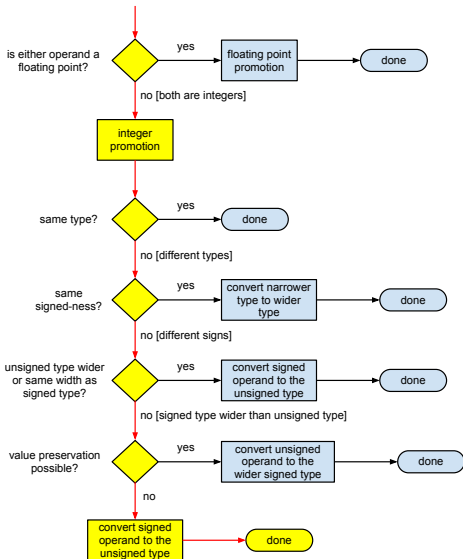 is either operand a
floating point?
yes
floating point
promotion
done
no [both are integers]
integer
promotion
same type?
yes
done
no [different types]
same
signed-ness?
yes
convert narrower
type to wider
type
done
no [different signs]
unsigned type wider
or same width as
signed type?
yes
convert signed
operand to the
unsigned type
done
no [signed type wider than unsigned type]
value preservation
possible?
yes
convert unsigned
operand to the
wider signed type
done
no
convert signed
operand to the
unsigned type
done